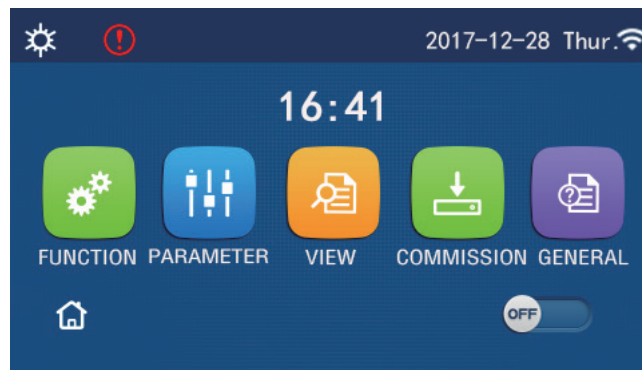 2017-12-28 Thur.
16:41
FUNCTION PARAMETER VIEW COMMISSION GENERAL
OFF